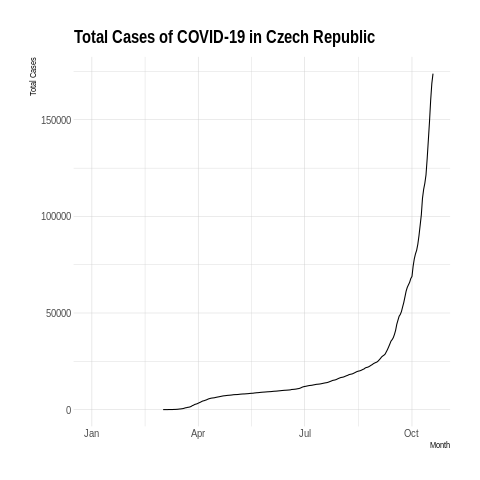 Total Cases of COVID-19 in Czech Republic
Total Cases
150000
100000
50000
0
Jan Apr Jul Oct
Month